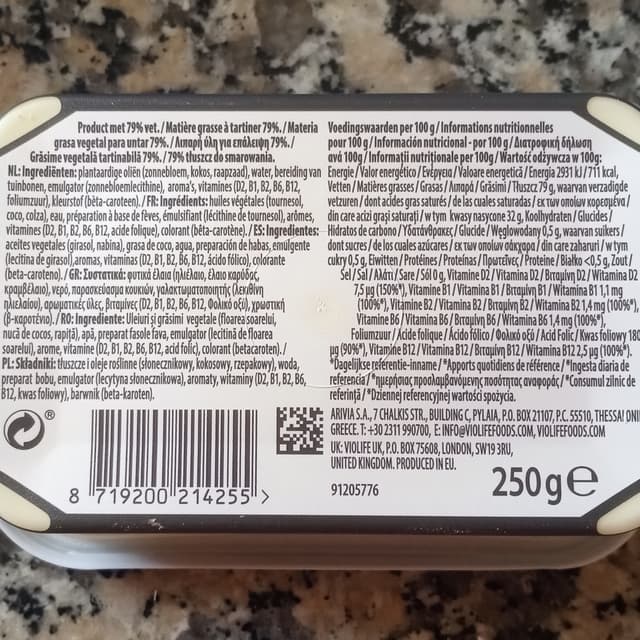 Product met 79% vet. / Matière grasse à tartiner 79%. / Materia
grasa vegetal para untar 79%. / Λιπαρή ύλη για επάλειψη 79%. /
Grăsime vegetală tartinabilă 79%. / 79% tłuszcz do smarowania.
NL: Ingrediënten: plantaardige oliën (zonnebloem, kokos, raapzaad), water, bereiding van
tuinbonen, emulgator (zonnebloemlecithine), aroma's, vitaminen (D2, B1, B2, B6, B12,
foliumzuur), kleurstof (bèta-caroteen). / FR: Ingrédients: huiles végétales (tournesol,
coco, colza), eau, préparation à base de fèves, émulsifiant (lécithine de tournesol), arômes,
vitamines (D2, B1, B2, B6, B12, acide folique), colorant (bêta-carotène). / ES: Ingredientes:
aceites vegetales (girasol, nabina), grasa de coco, agua, preparación de habas, emulgente
(lecitina de girasol), aromas, vitaminas (D2, B1, B2, B6, B12, ácido fólico), colorante
(beta-caroteno). / GR: Συστατικά: φυτικά έλαια (ηλιέλαιο, έλαιο καρύδας,
κραμβέλαιο), νερό, παρασκεύασμα κουκιών, γαλακτωματοποιητής (λεκιθίνη
ηλιελαίου), αρωματικές ύλες, βιταμίνες (D2, B1, B2, B6, B12, Φολικό οξύ), χρωστική
(β-καροτένιο). / RO: Ingrediente: Uleiuri și grăsimi vegetale (floarea soarelui,
nucă de cocos, rapiță), apă, preparat fasole fava, emulgator (lecitină de floarea
soarelui), arome, vitamine (D2, B1, B2, B6, B12, acid folic), colorant (betacaroten). /
PL: Składniki: tłuszcze i oleje roślinne (słonecznikowy, kokosowy, rzepakowy), woda,
preparat bobu, emulgator (lecytyna słonecznikowa), aromaty, witaminy (D2, B1, B2, B6,
B12, kwas foliowy), barwnik (beta-karoten).
8 719200 214255 >
Voedingswaarden per 100 g / Informations nutritionnelles
pour 100 g / Información nutricional - por 100 g / Διατροφική δήλωση
ανά 100g / Informații nutriționale per 100g / Wartość odżywcza w 100g:
Energie / Valor energético / Ενέργεια / Valoare energetică / Energia 2931 kJ / 711 kcal,
Vetten / Matières grasses / Grasas / Λιπαρά / Grăsimi / Tłuszcz 79 g, waarvan verzadigde
vetzuren / dont acides gras saturés / de las cuales saturadas / εκ των οποίων κορεσμένα /
din care acizi grași saturați / w tym kwasy nasycone 32 g, Koolhydraten / Glucides /
Hidratos de carbono / Υδατάνθρακες / Glucide / Węglowodany 0,5 g, waarvan suikers /
dont sucres / de los cuales azúcares / εκ των οποίων σάκχαρα / din care zaharuri / w tym
cukry 0,5 g, Eiwitten / Protéines / Proteínas / Πρωτεΐνες / Proteine / Białko <0,5 g, Zout /
Sel / Sal / Αλάτι / Sare / Sól 0 g, Vitamine D2 / Vitamina D2 / Βιταμίνη D2 / Witamina D2
7,5 µg (150%*), Vitamine B1 / Vitamina B1 / Βιταμίνη B1 / Witamina B1 1,1 mg
(100%*), Vitamine B2 / Vitamina B2 / Βιταμίνη B2 / Witamina B2 1,4 mg (100%*),
Vitamine B6 / Vitamina B6 / Βιταμίνη B6 / Witamina B6 1,4 mg (100%*),
Foliumzuur / Acide folique / Ácido fólico / Φολικό οξύ / Acid Folic / Kwas foliowy 180
µg (90%*), Vitamine B12 / Vitamina B12 / Βιταμίνη B12 / Witamina B12 2,5 µg (100%*).
*Dagelijkse referentie-inname / *Apports quotidiens de référence / *Ingesta diaria de
referencia / *ημερήσιας προσλαμβανόμενης ποσότητας αναφοράς / *Consumul zilnic de
referință / *Dziennej referencyjnej wartości spożycia.
ARIVIA S.A., 7 CHALKIS STR., BUILDING C, PYLAIA, P.O. BOX 21107, P.C. 55510, THESSALONIKI
GREECE. T: +30 2311 990700, E: INFO@VIOLIFEFOODS.COM, VIOLIFEFOODS.COM
UK: VIOLIFE UK, P.O. BOX 75608, LONDON, SW19 3RU,
UNITED KINGDOM. PRODUCED IN EU.
91205776
250 g ℮